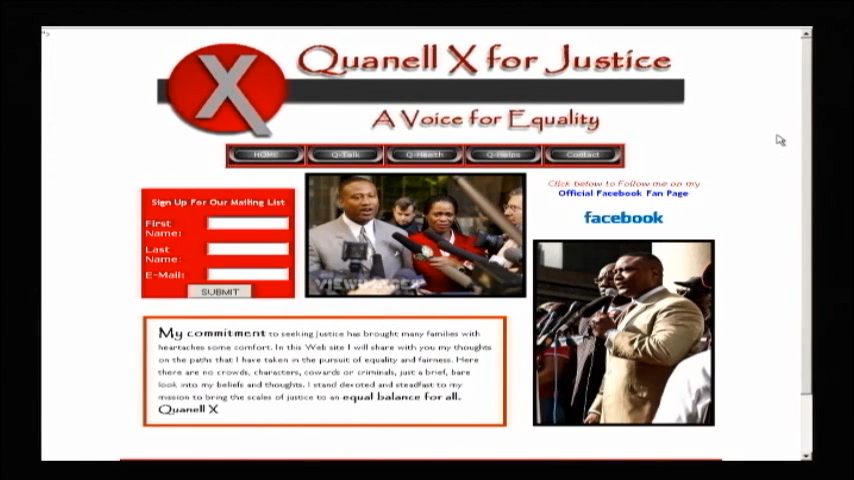 X
Quanell X for Justice
A Voice for Equality
HOME
Q-Talk
Q-Health
Q-Helps
Contact
Sign Up For Our Mailing List
First
Name:
Last
Name:
E-Mail:
SUBMIT
Click below to Follow me on my
Official Facebook Fan Page
facebook
My commitment to seeking Justice has brought many families with
heartaches some comfort. In this Web site I will share with you my thoughts
on the paths that I have taken in the pursuit of equality and fairness. Here
there are no crowds, characters, cowards or criminals, just a brief, bare
look into my beliefs and thoughts. I stand devoted and steadfast to my
mission to bring the scales of justice to an equal balance for all.
Quanell X